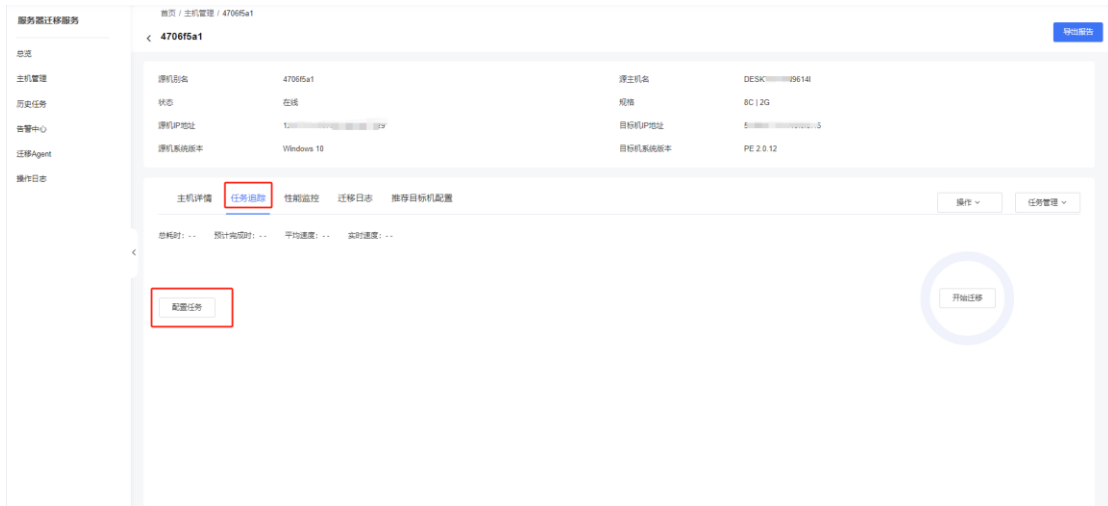 服务器迁移服务
首页 / 主机管理 / 4706f5a1
4706f5a1
导出报告
总览
主机管理
历史任务
告警中心
迁移Agent
操作日志
源机别名 4706f5a1 源主机名 DESK
状态 在线 规格 8C | 2G
源机IP地址 目标机IP地址
源机系统版本 Windows 10 目标机系统版本 PE 2.0.12
主机详情 任务追踪 性能监控 迁移日志 推荐目标机配置 操作 任务管理
总耗时: -- 预计完成时: -- 平均速度: -- 实时速度: --
配置任务 开始迁移